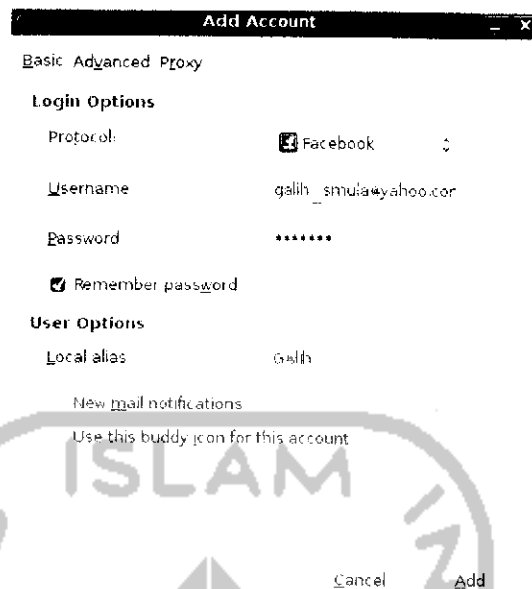 Add Account
Basic Advanced Proxy
Login Options
Protocol: Facebook
Username galih_smula@yahoo.com
Password *******
Remember password
User Options
Local alias Galih
New mail notifications
Use this buddy icon for this account
ISLAM
Cancel Add